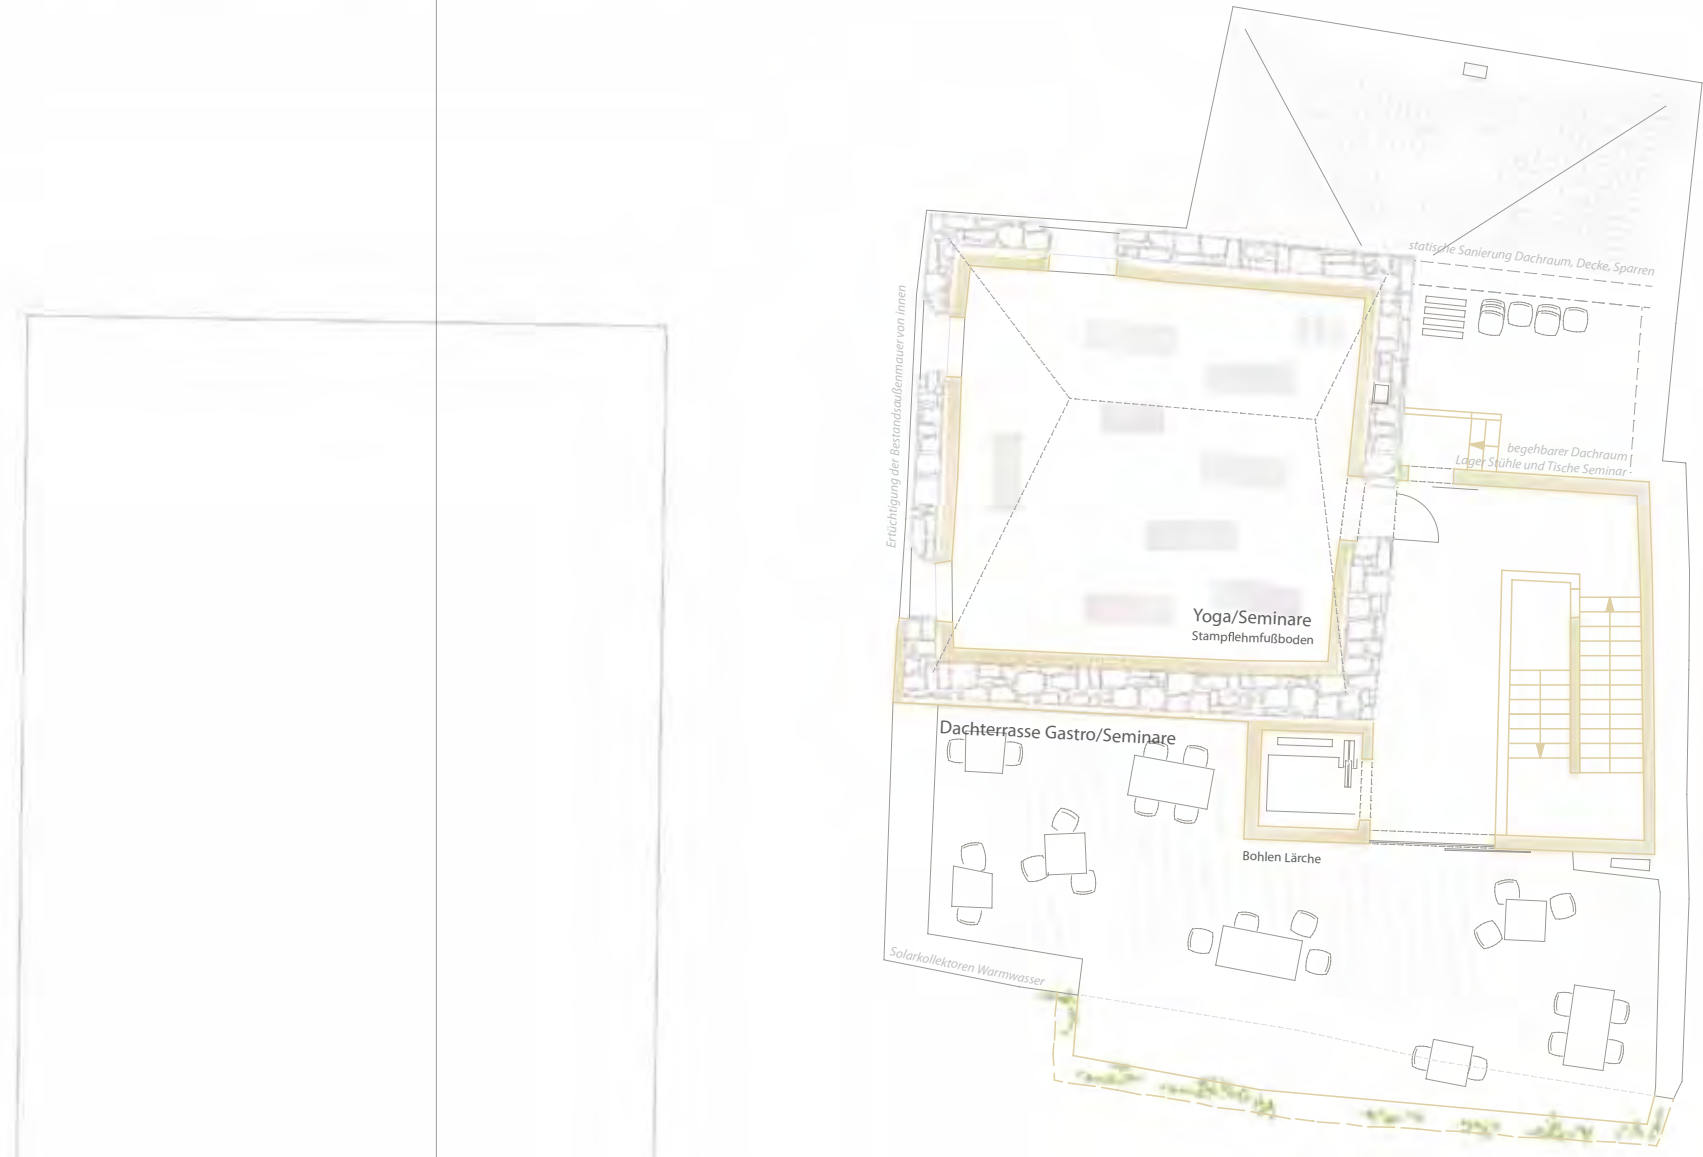 statische Sanierung Dachraum, Decke, Sparren
Ertüchtigung der Bestandsaußenmauer von innen
begehbarer Dachraum
Lager Stühle und Tische Seminar
Yoga/Seminare
Stampflehmfußboden
Dachterrasse Gastro/Seminare
Bohlen Lärche
Solarkollektoren Warmwasser